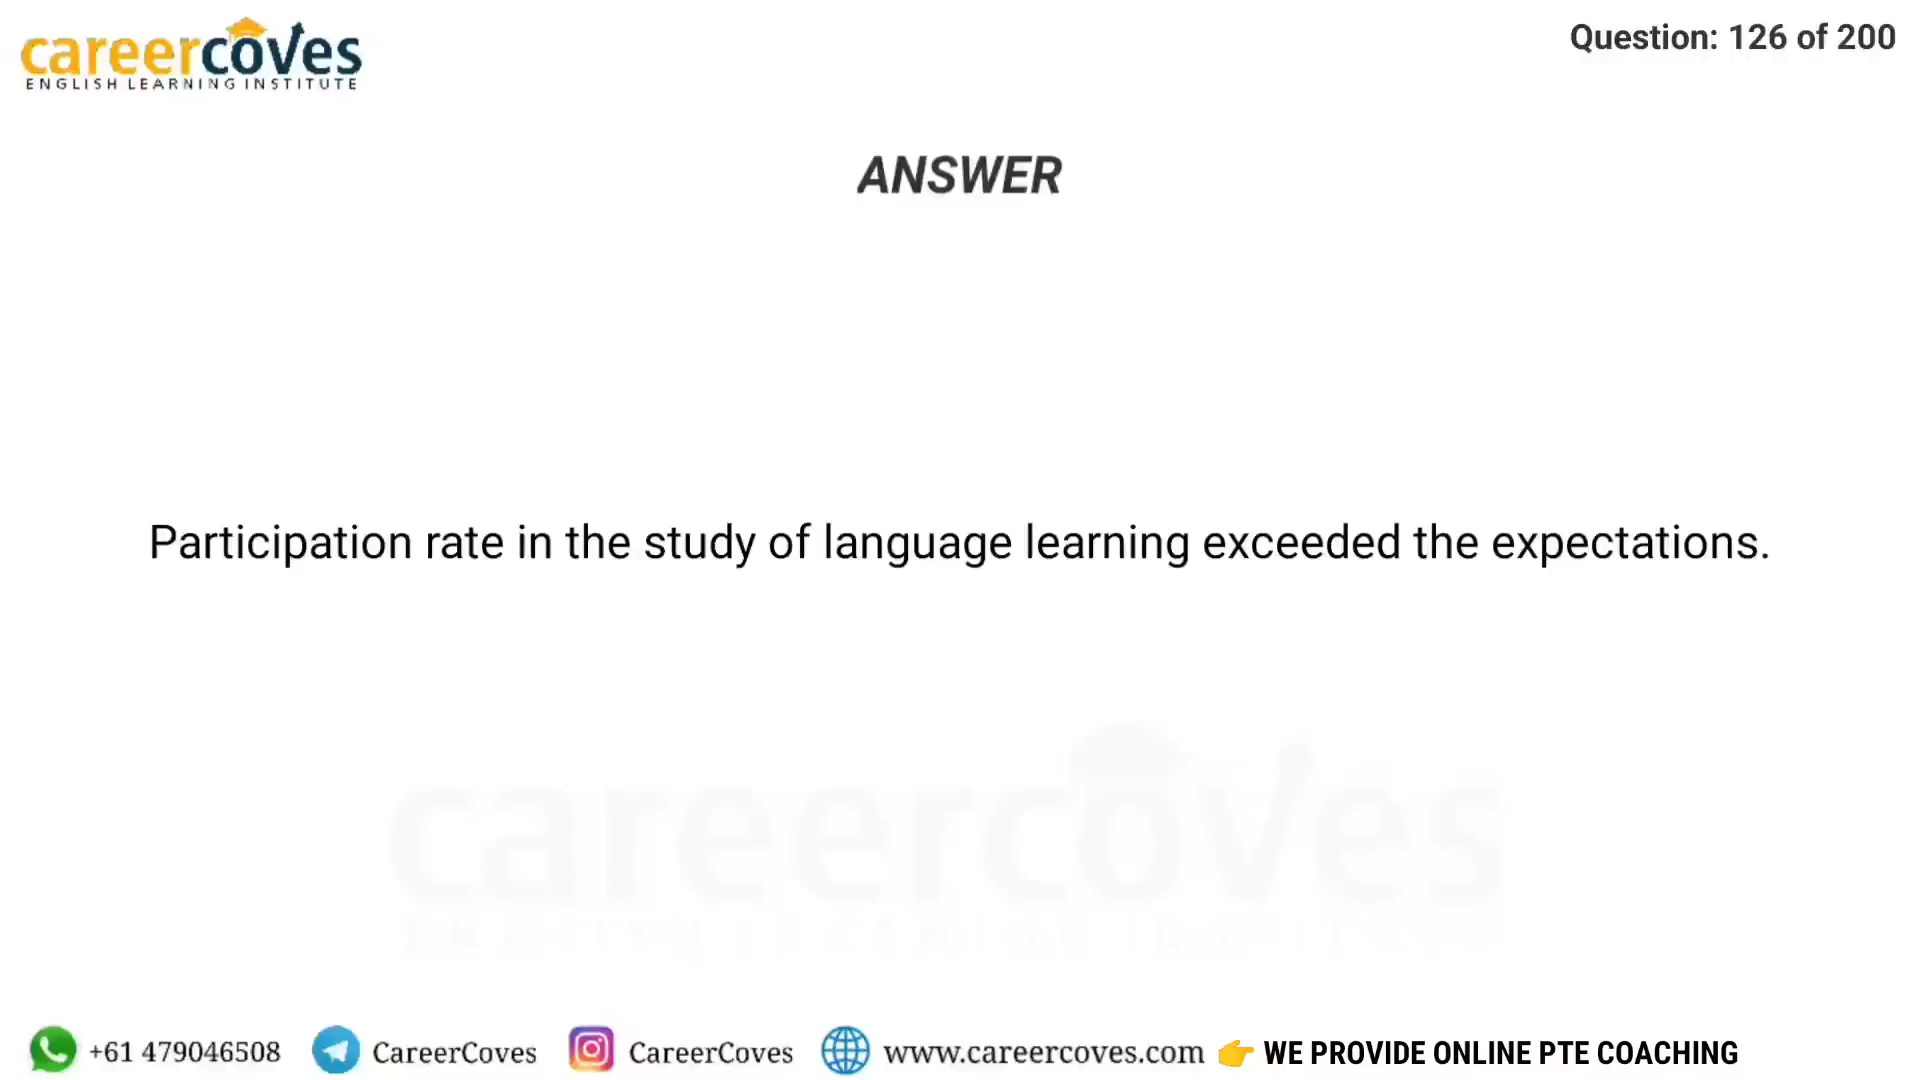 careercoves
ENGLISH LEARNING INSTITUTE
Question: 126 of 200
ANSWER
Participation rate in the study of language learning exceeded the expectations.
careercoves
+61 479046508 CareerCoves CareerCoves www.careercoves.com 👉 WE PROVIDE ONLINE PTE COACHING